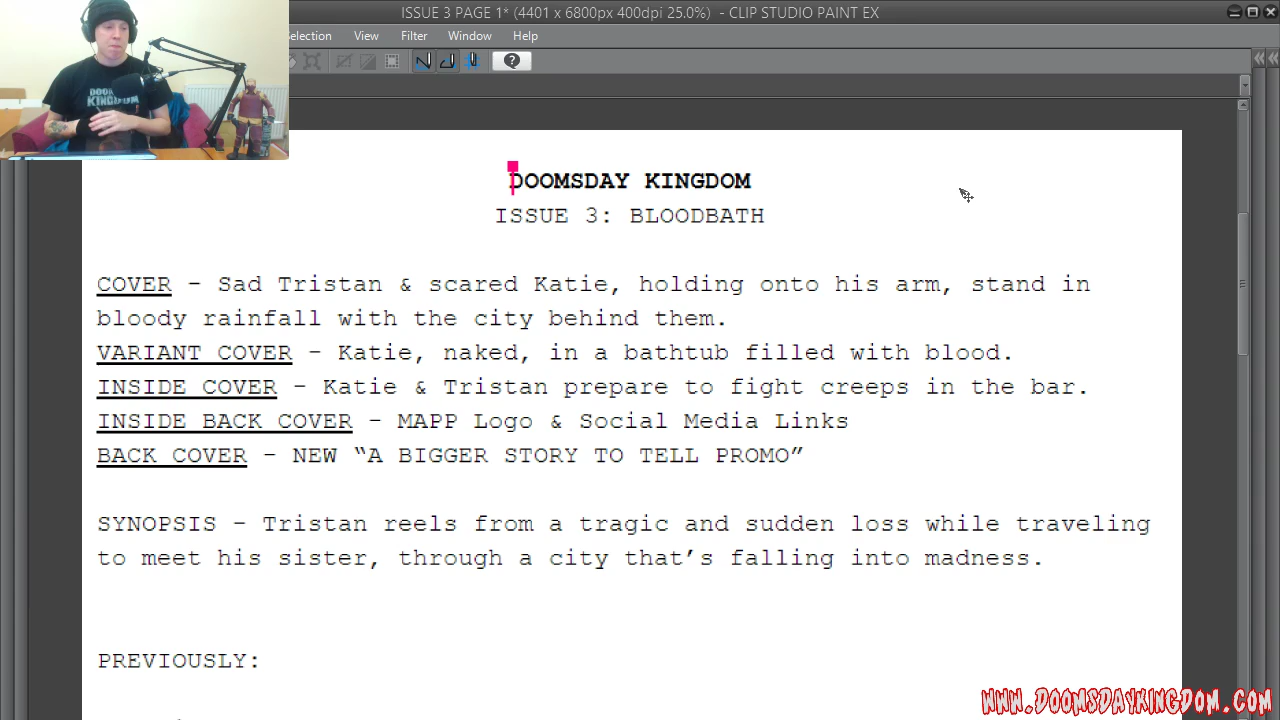 ISSUE 3 PAGE 1* (4401 x 6800px 400dpi 25.0%) - CLIP STUDIO PAINT EX
Selection View Filter Window Help
DOOMSDAY KINGDOM
ISSUE 3: BLOODBATH
COVER – Sad Tristan & scared Katie, holding onto his arm, stand in
bloody rainfall with the city behind them.
VARIANT COVER – Katie, naked, in a bathtub filled with blood.
INSIDE COVER – Katie & Tristan prepare to fight creeps in the bar.
INSIDE BACK COVER – MAPP Logo & Social Media Links
BACK COVER – NEW “A BIGGER STORY TO TELL PROMO”
SYNOPSIS – Tristan reels from a tragic and sudden loss while traveling
to meet his sister, through a city that’s falling into madness.
PREVIOUSLY:
WWW.DOOMSDAYKINGDOM.COM